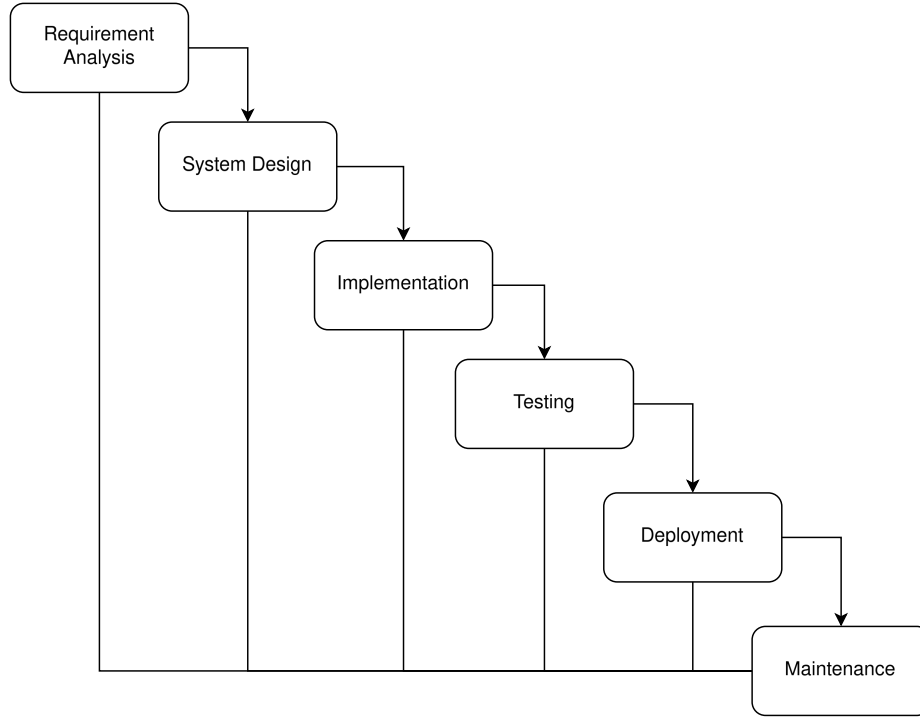 Requirement
Analysis
System Design
Implementation
Testing
Deployment
Maintenance